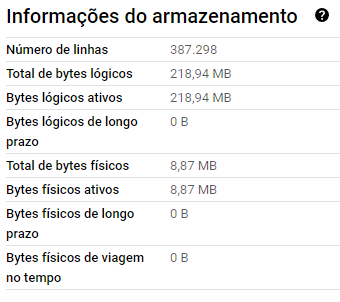 Informações do armazenamento
Número de linhas 387.298
Total de bytes lógicos 218,94 MB
Bytes lógicos ativos 218,94 MB
Bytes lógicos de longo 0 B
prazo
Total de bytes físicos 8,87 MB
Bytes físicos ativos 8,87 MB
Bytes físicos de longo 0 B
prazo
Bytes físicos de viagem 0 B
no tempo